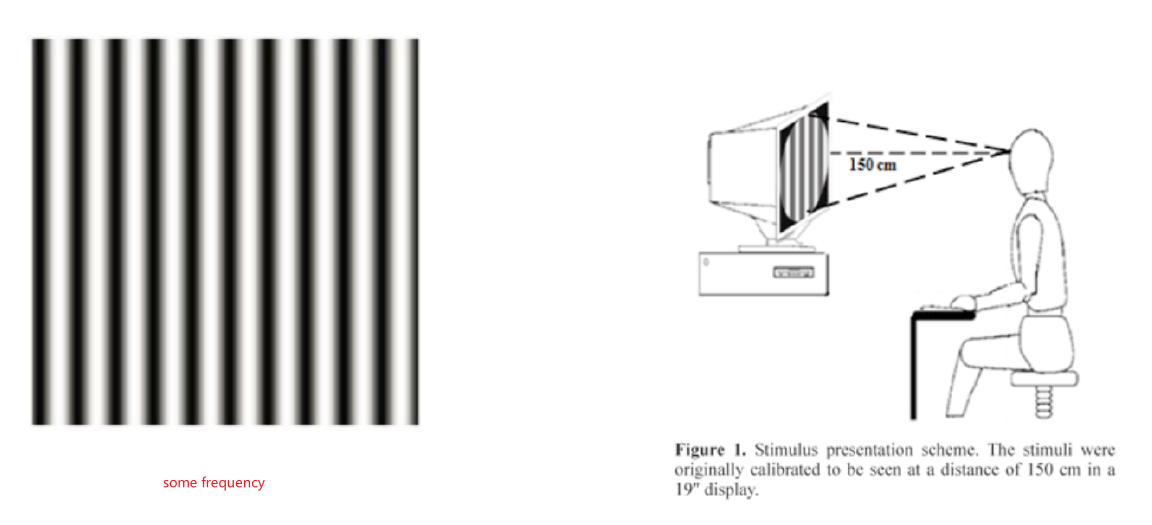 150 cm
Figure 1. Stimulus presentation scheme. The stimuli were
originally calibrated to be seen at a distance of 150 cm in a
19" display.
some frequency